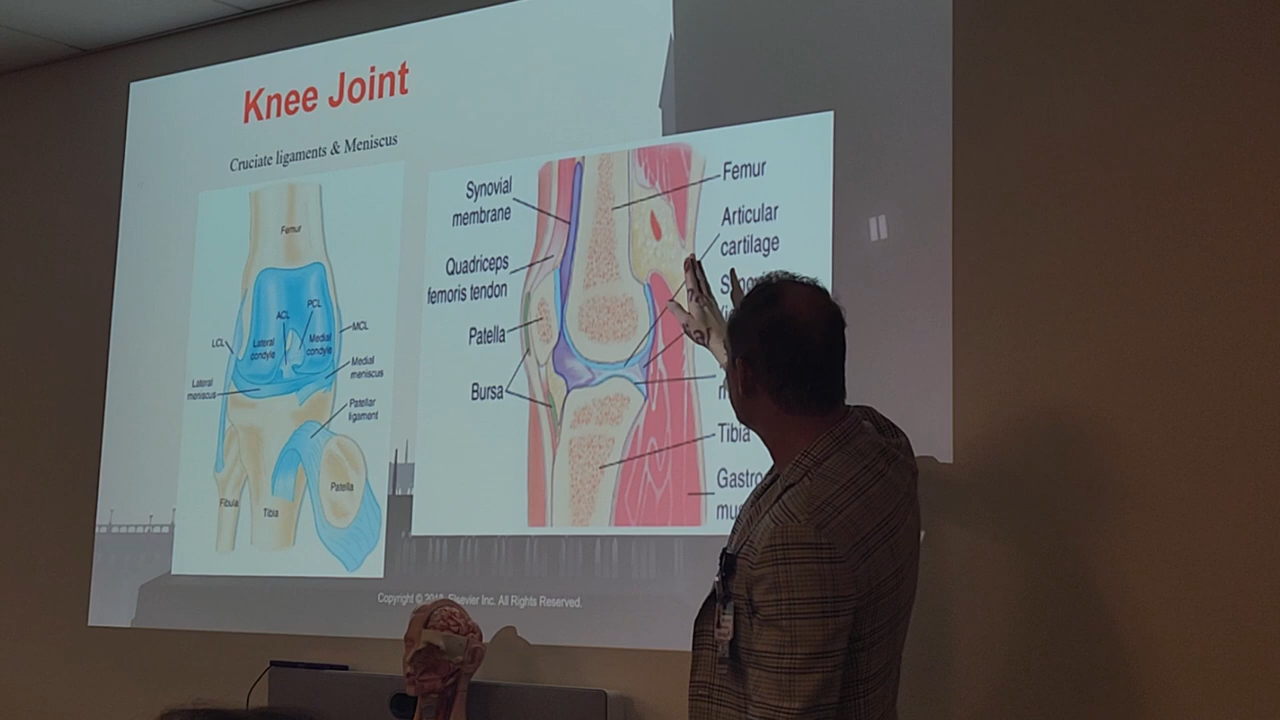 Knee Joint
Cruciate ligaments & Meniscus
Femur
PCL
ACL
LCL
MCL
Lateral
condyle
Medial
condyle
Medial
meniscus
Lateral
meniscus
Patellar
ligament
Patella
Fibula
Tibia
Synovial
membrane
Quadriceps
femoris tendon
Patella
Bursa
Femur
Articular
cartilage
Tibia
Copyright © Elsevier Inc. All Rights Reserved.